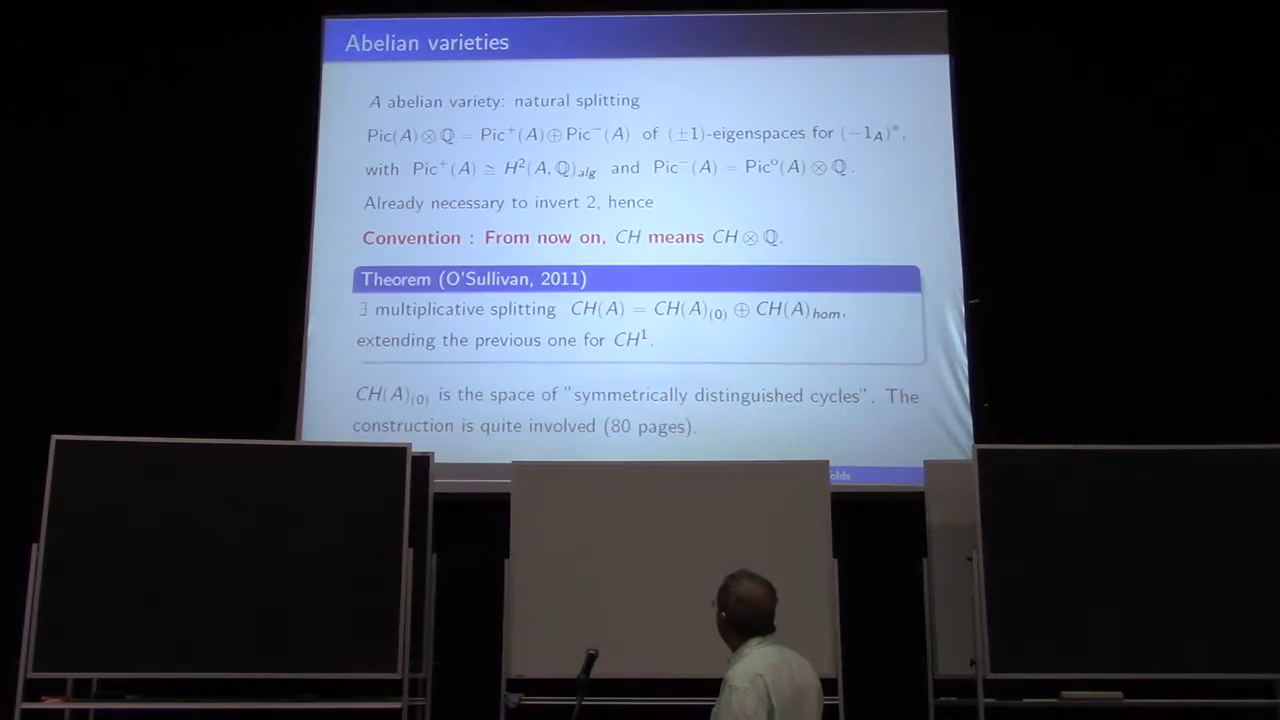 Abelian varieties
A abelian variety: natural splitting
Pic(A) ⊗ ℚ = Pic⁺(A) ⊕ Pic⁻(A) of (±1)-eigenspaces for (−1_A)*,
with Pic⁺(A) ≅ H²(A, ℚ)_alg and Pic⁻(A) = Pic°(A) ⊗ ℚ.
Already necessary to invert 2, hence
Convention : From now on, CH means CH ⊗ ℚ.
Theorem (O'Sullivan, 2011)
∃ multiplicative splitting CH(A) = CH(A)₍₀₎ ⊕ CH(A)_hom,
extending the previous one for CH¹.
CH(A)₍₀₎ is the space of "symmetrically distinguished cycles". The
construction is quite involved (80 pages).